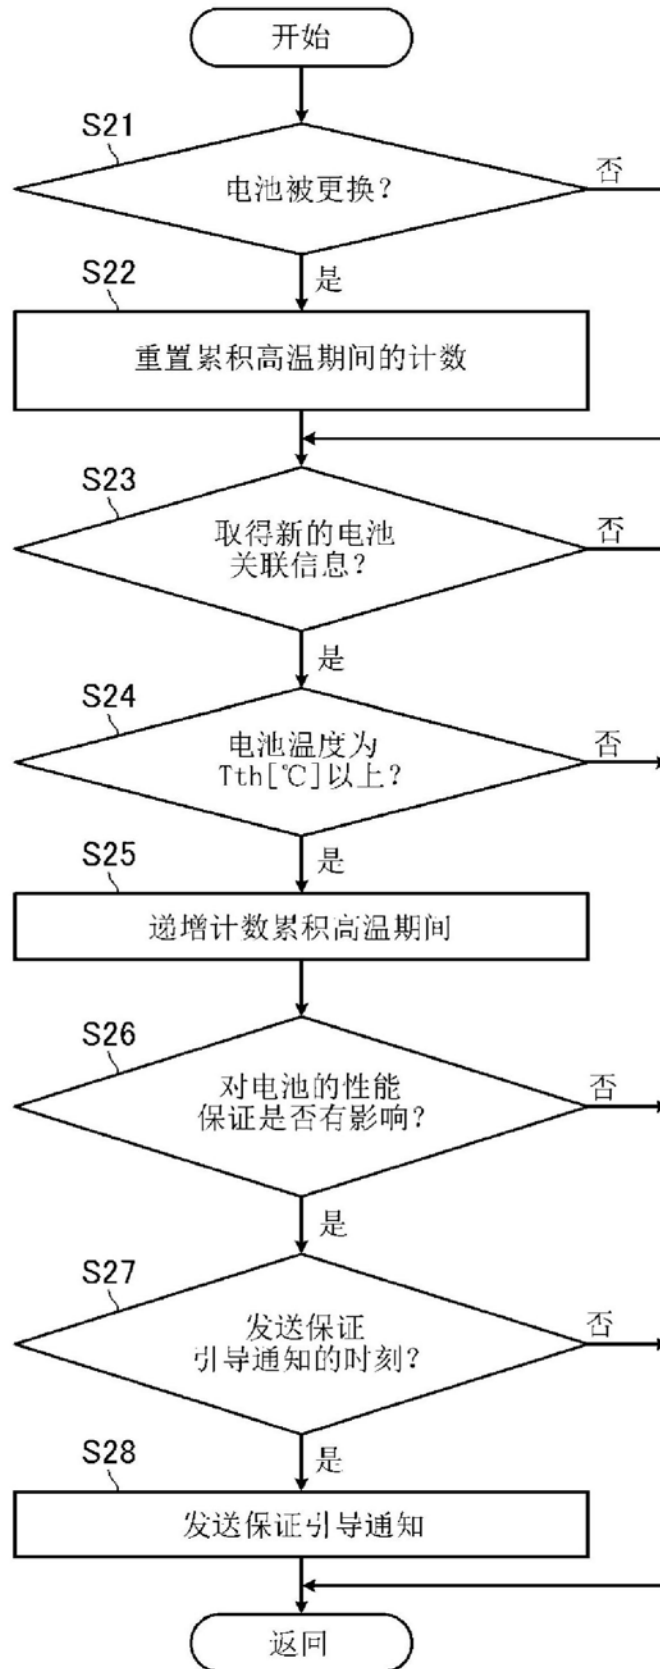 开始
S21
电池被更换?
否
是
S22
重置累积高温期间的计数
S23
取得新的电池
关联信息?
否
是
S24
电池温度为
Tth[℃]以上?
否
是
S25
递增计数累积高温期间
S26
对电池的性能
保证是否有影响?
否
是
S27
发送保证
引导通知的时刻?
否
是
S28
发送保证引导通知
返回